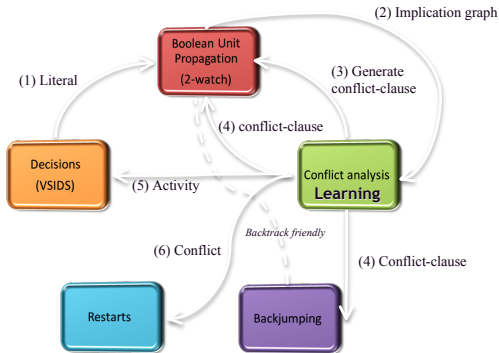 (2) Implication graph
Boolean Unit
Propagation
(2-watch)
(1) Literal
(3) Generate
conflict-clause
(4) conflict-clause
Decisions
(VSIDS)
Conflict analysis
Learning
(5) Activity
Backtrack friendly
(6) Conflict
(4) Conflict-clause
Restarts
Backjumping